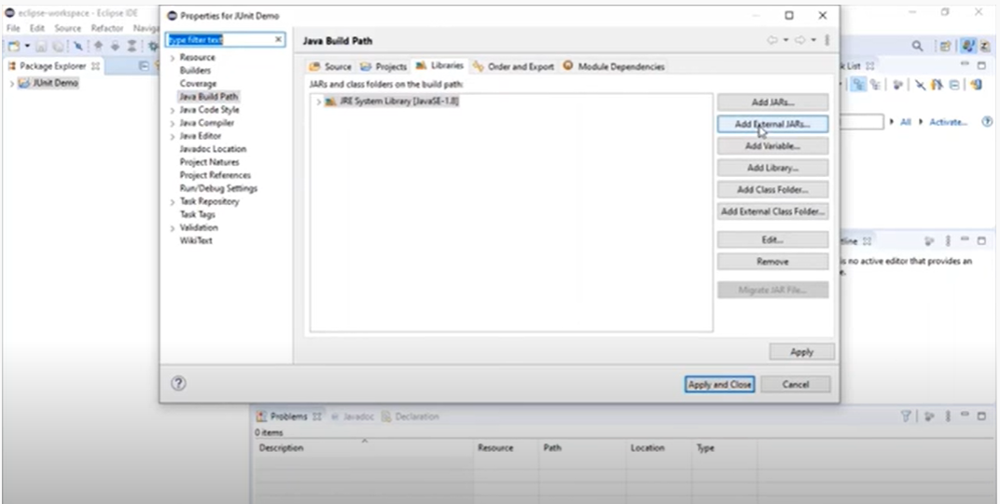 eclipse-workspace - Eclipse IDE
File Edit Source Refactor Naviga
Package Explorer
JUnit Demo
Properties for JUnit Demo
type filter text
Resource
Builders
Coverage
Java Build Path
Java Code Style
Java Compiler
Java Editor
Javadoc Location
Project Natures
Project References
Run/Debug Settings
Task Repository
Task Tags
Validation
WikiText
Java Build Path
Source Projects Libraries Order and Export Module Dependencies
JARs and class folders on the build path:
JRE System Library [JavaSE-1.8]
Add JARs...
Add External JARs...
Add Variable...
Add Library...
Add Class Folder...
Add External Class Folder...
Edit...
Remove
Migrate JAR File...
Apply
Apply and Close Cancel
k List
All Activate...
tline
is no active editor that provides an
e.
Problems Javadoc Declaration
0 items
Description Resource Path Location Type